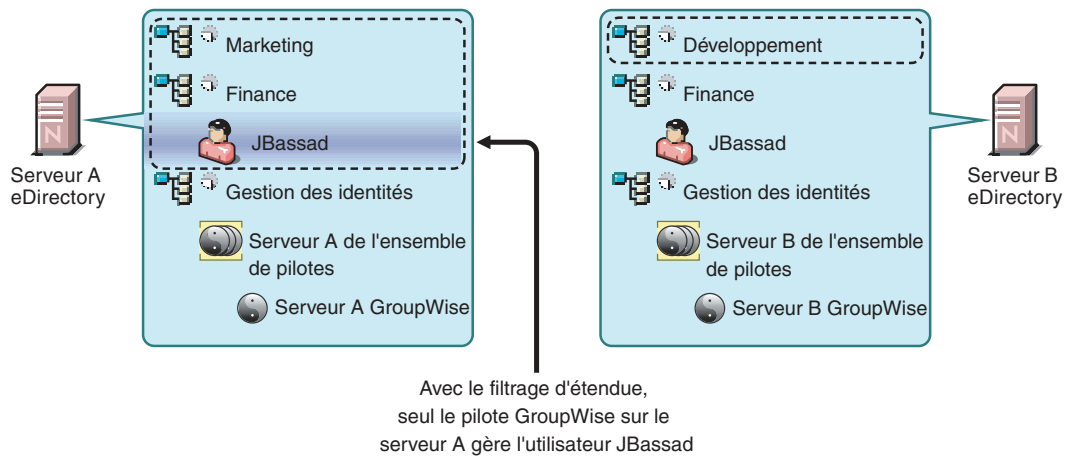 Marketing
Finance
JBassad
Gestion des identités
Serveur A de l'ensemble
de pilotes
Serveur A GroupWise
Serveur A
eDirectory
N
Développement
Finance
JBassad
Gestion des identités
Serveur B de l'ensemble
de pilotes
Serveur B GroupWise
Serveur B
eDirectory
N
Avec le filtrage d'étendue,
seul le pilote GroupWise sur le
serveur A gère l'utilisateur JBassad